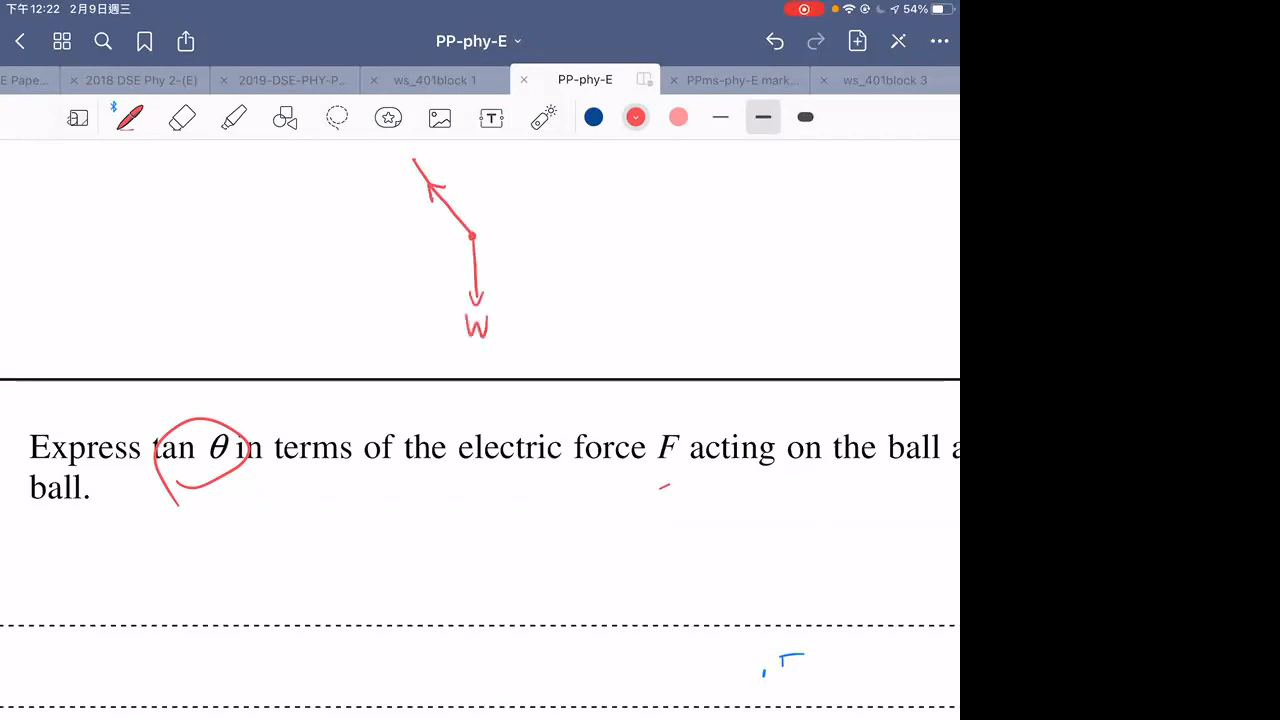 下午12:22 2月9日週三 54%
PP-phy-E
E Pape... 2018 DSE Phy 2-(E) 2019-DSE-PHY-P... ws_401block 1 PP-phy-E PPms-phy-E mark... ws_401block 3
W
Express tan θ in terms of the electric force F acting on the ball a
ball.